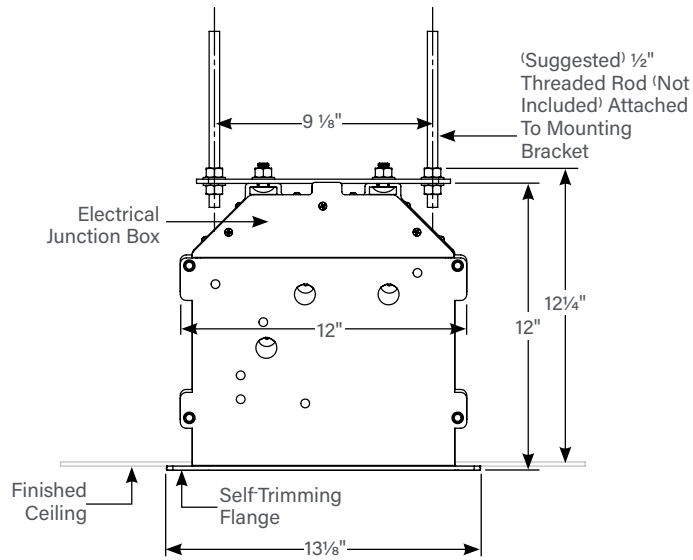 (Suggested) ½"
Threaded Rod (Not
Included) Attached
To Mounting
Bracket
9 ⅛"
Electrical
Junction Box
12¼"
12"
12"
Finished
Ceiling
Self-Trimming
Flange
13⅛"